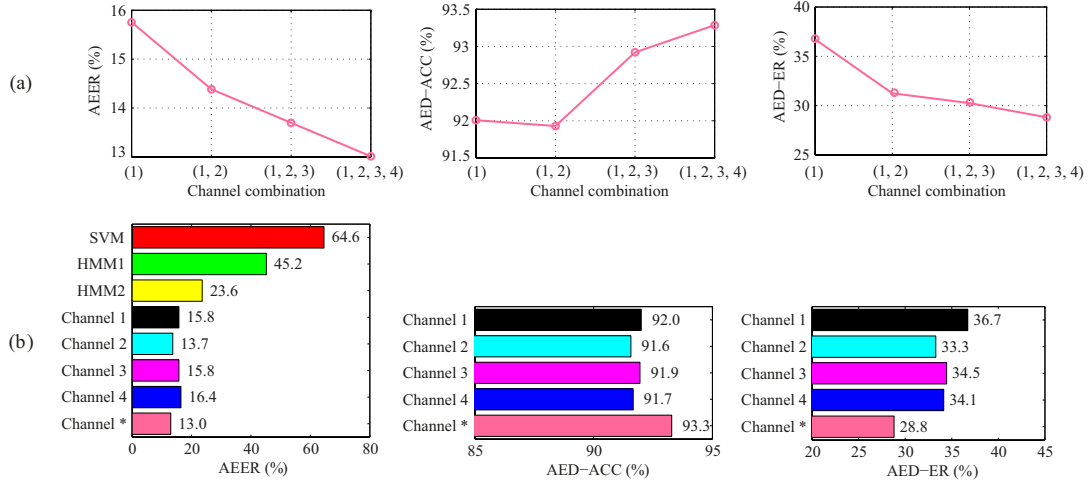 (a)
16
15
14
13
AEER (%)
(1)
(1, 2)
(1, 2, 3)
(1, 2, 3, 4)
Channel combination
93.5
93
92.5
92
91.5
AED−ACC (%)
(1)
(1, 2)
(1, 2, 3)
(1, 2, 3, 4)
Channel combination
40
35
30
25
AED−ER (%)
(1)
(1, 2)
(1, 2, 3)
(1, 2, 3, 4)
Channel combination
(b)
SVM 64.6
HMM1 45.2
HMM2 23.6
Channel 1 15.8
Channel 2 13.7
Channel 3 15.8
Channel 4 16.4
Channel * 13.0
0 20 40 60 80
AEER (%)
Channel 1 92.0
Channel 2 91.6
Channel 3 91.9
Channel 4 91.7
Channel * 93.3
85 90 95
AED−ACC (%)
Channel 1 36.7
Channel 2 33.3
Channel 3 34.5
Channel 4 34.1
Channel * 28.8
20 25 30 35 40 45
AED−ER (%)